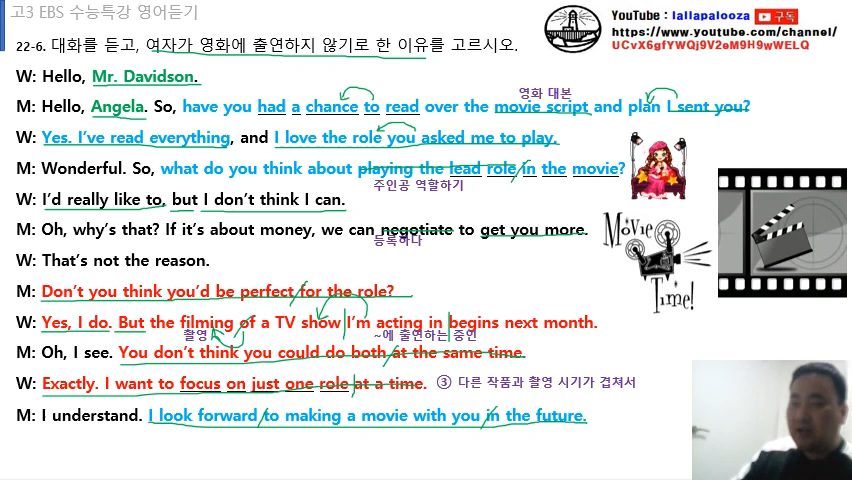 고3 EBS 수능특강 영어듣기
YouTube : lallapalooza 구독
https://www.youtube.com/channel/
UCvX6gfYWQj9V2eM9H9wWELQ
22-6. 대화를 듣고, 여자가 영화에 출연하지 않기로 한 이유를 고르시오.
W: Hello, Mr. Davidson.
영화 대본
M: Hello, Angela. So, have you had a chance to read over the movie script and plan I sent you?
W: Yes. I've read everything, and I love the role you asked me to play.
M: Wonderful. So, what do you think about playing the lead role in the movie?
주인공 역할하기
W: I'd really like to, but I don't think I can.
M: Oh, why's that? If it's about money, we can negotiate to get you more.
등록하다
W: That's not the reason.
M: Don't you think you'd be perfect for the role?
W: Yes, I do. But the filming of a TV show I'm acting in begins next month.
촬영 ~에 출연하는 중인
M: Oh, I see. You don't think you could do both at the same time.
W: Exactly. I want to focus on just one role at a time. ③ 다른 작품과 촬영 시기가 겹쳐서
M: I understand. I look forward to making a movie with you in the future.
MOVIE
Time!